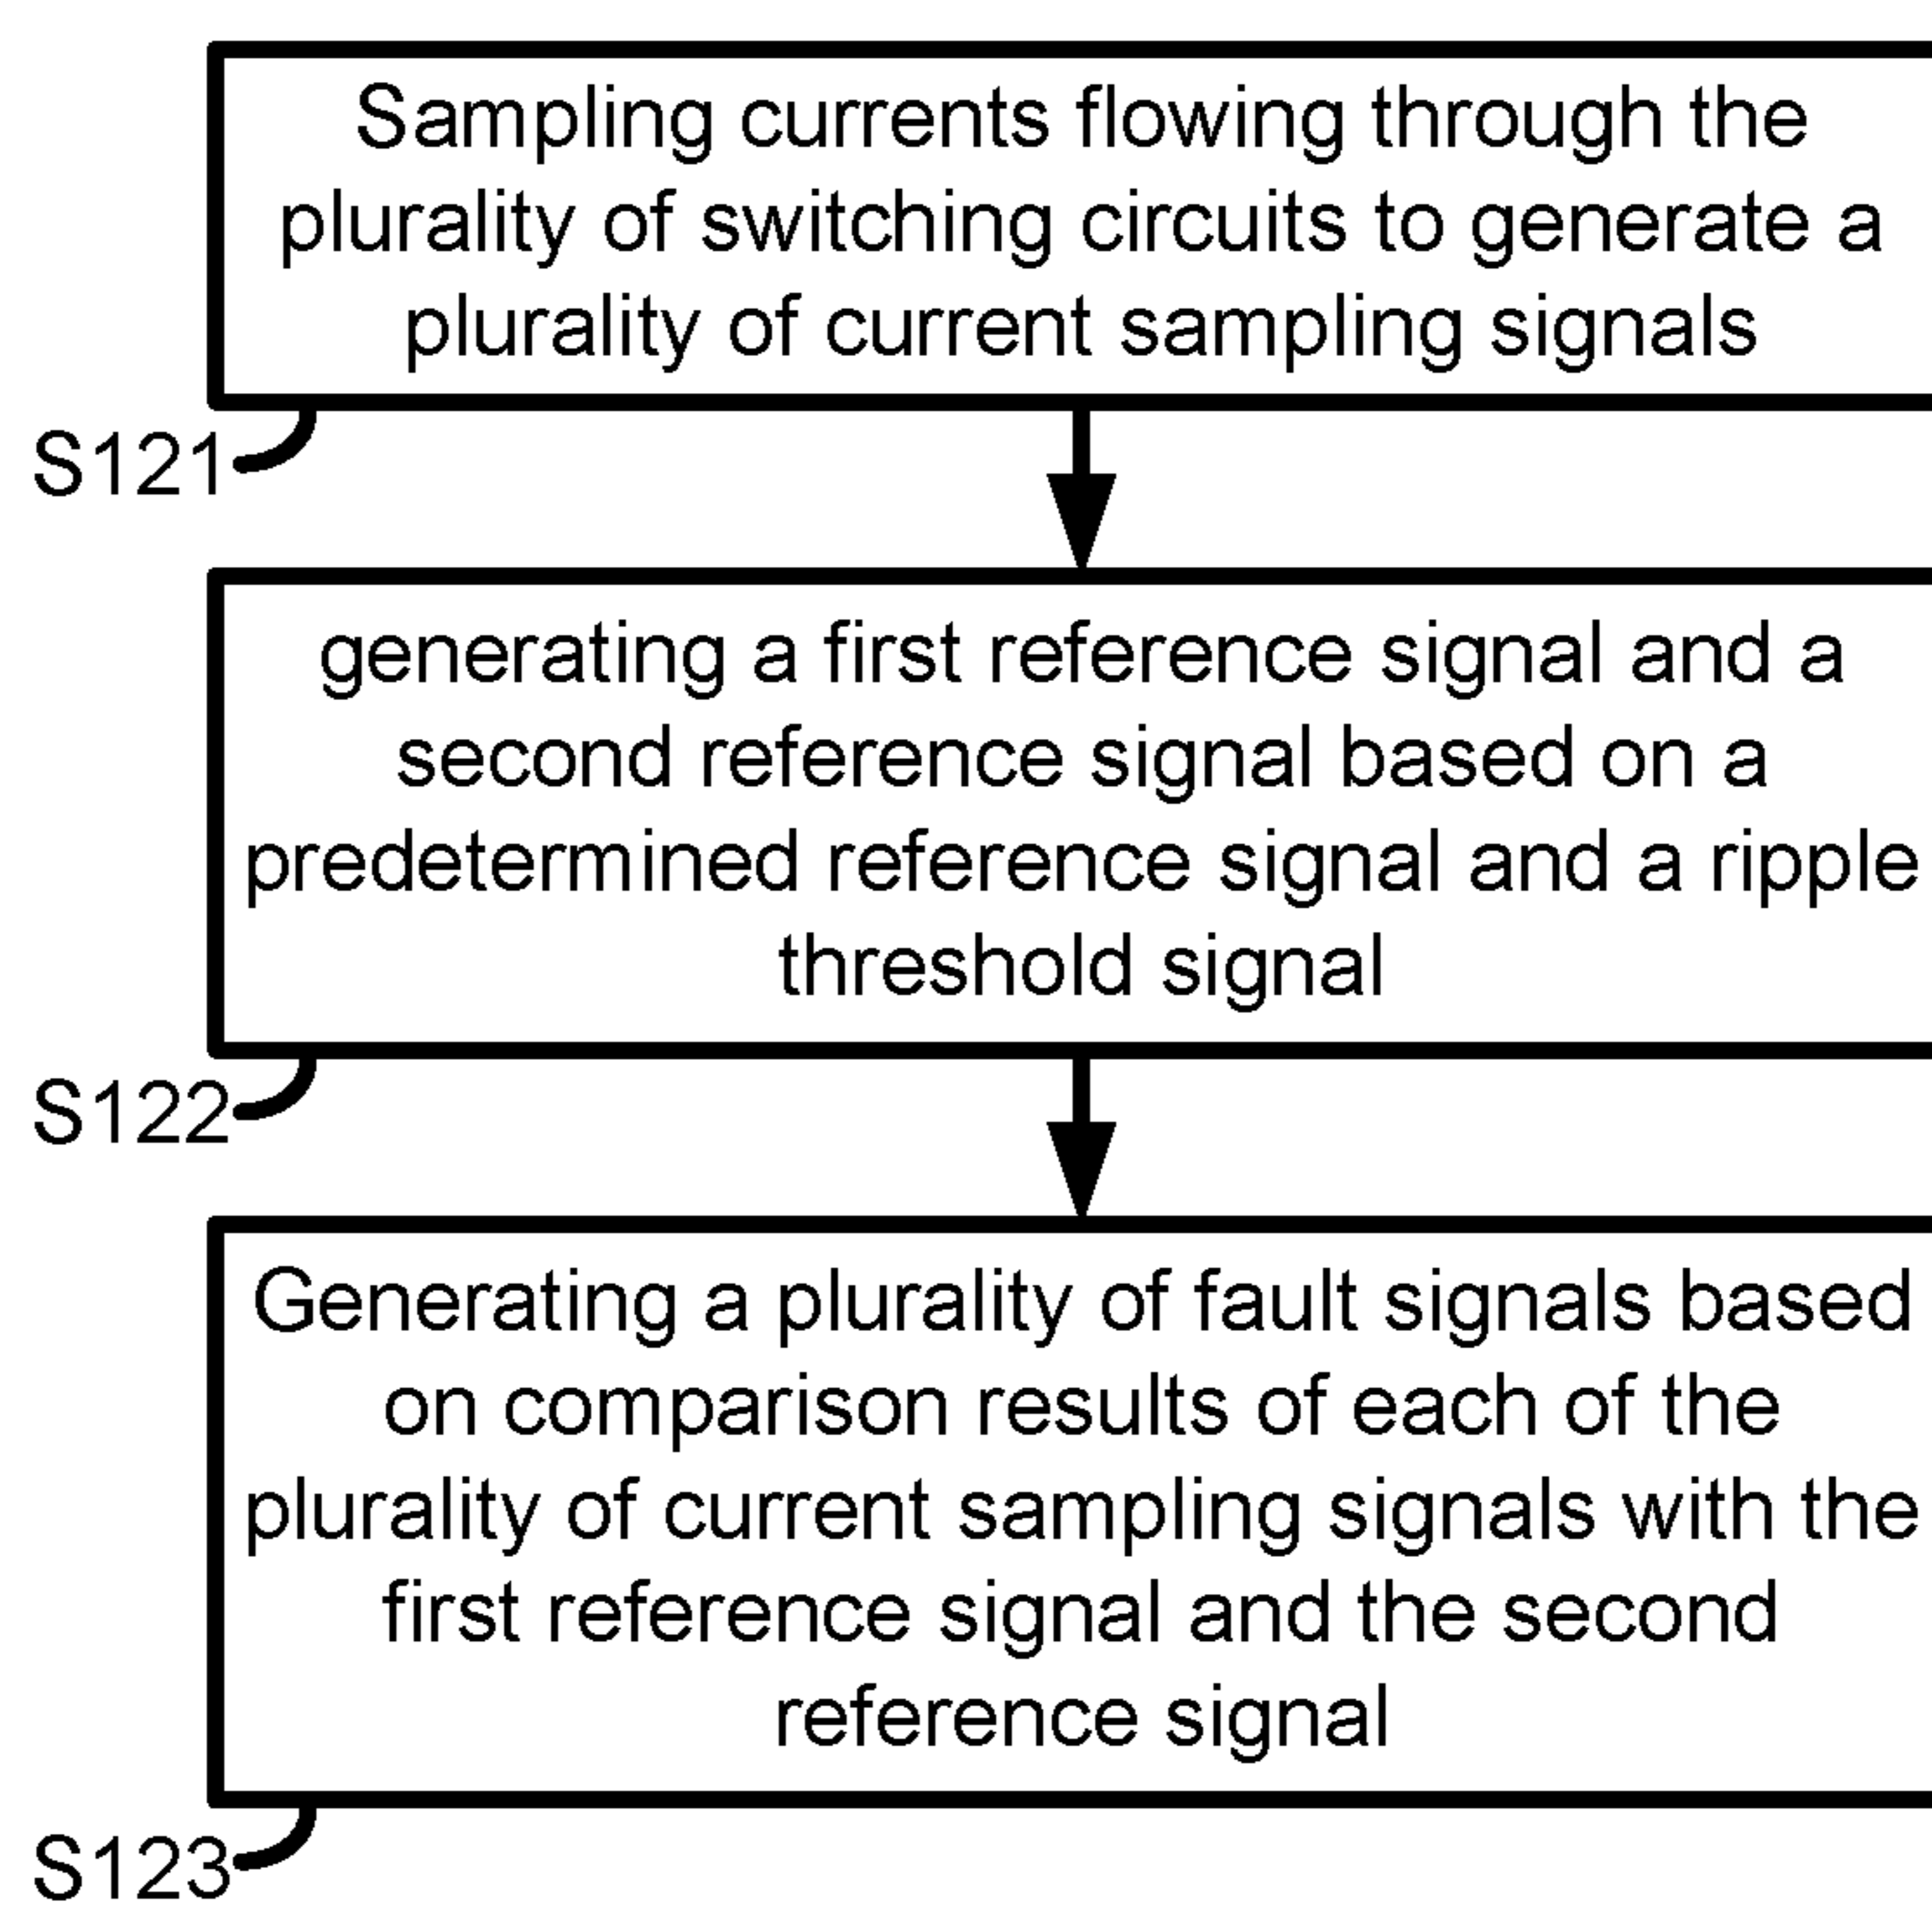 Sampling currents flowing through the
plurality of switching circuits to generate a
plurality of current sampling signals
S121
generating a first reference signal and a
second reference signal based on a
predetermined reference signal and a ripple
threshold signal
S122
Generating a plurality of fault signals based
on comparison results of each of the
plurality of current sampling signals with the
first reference signal and the second
reference signal
S123